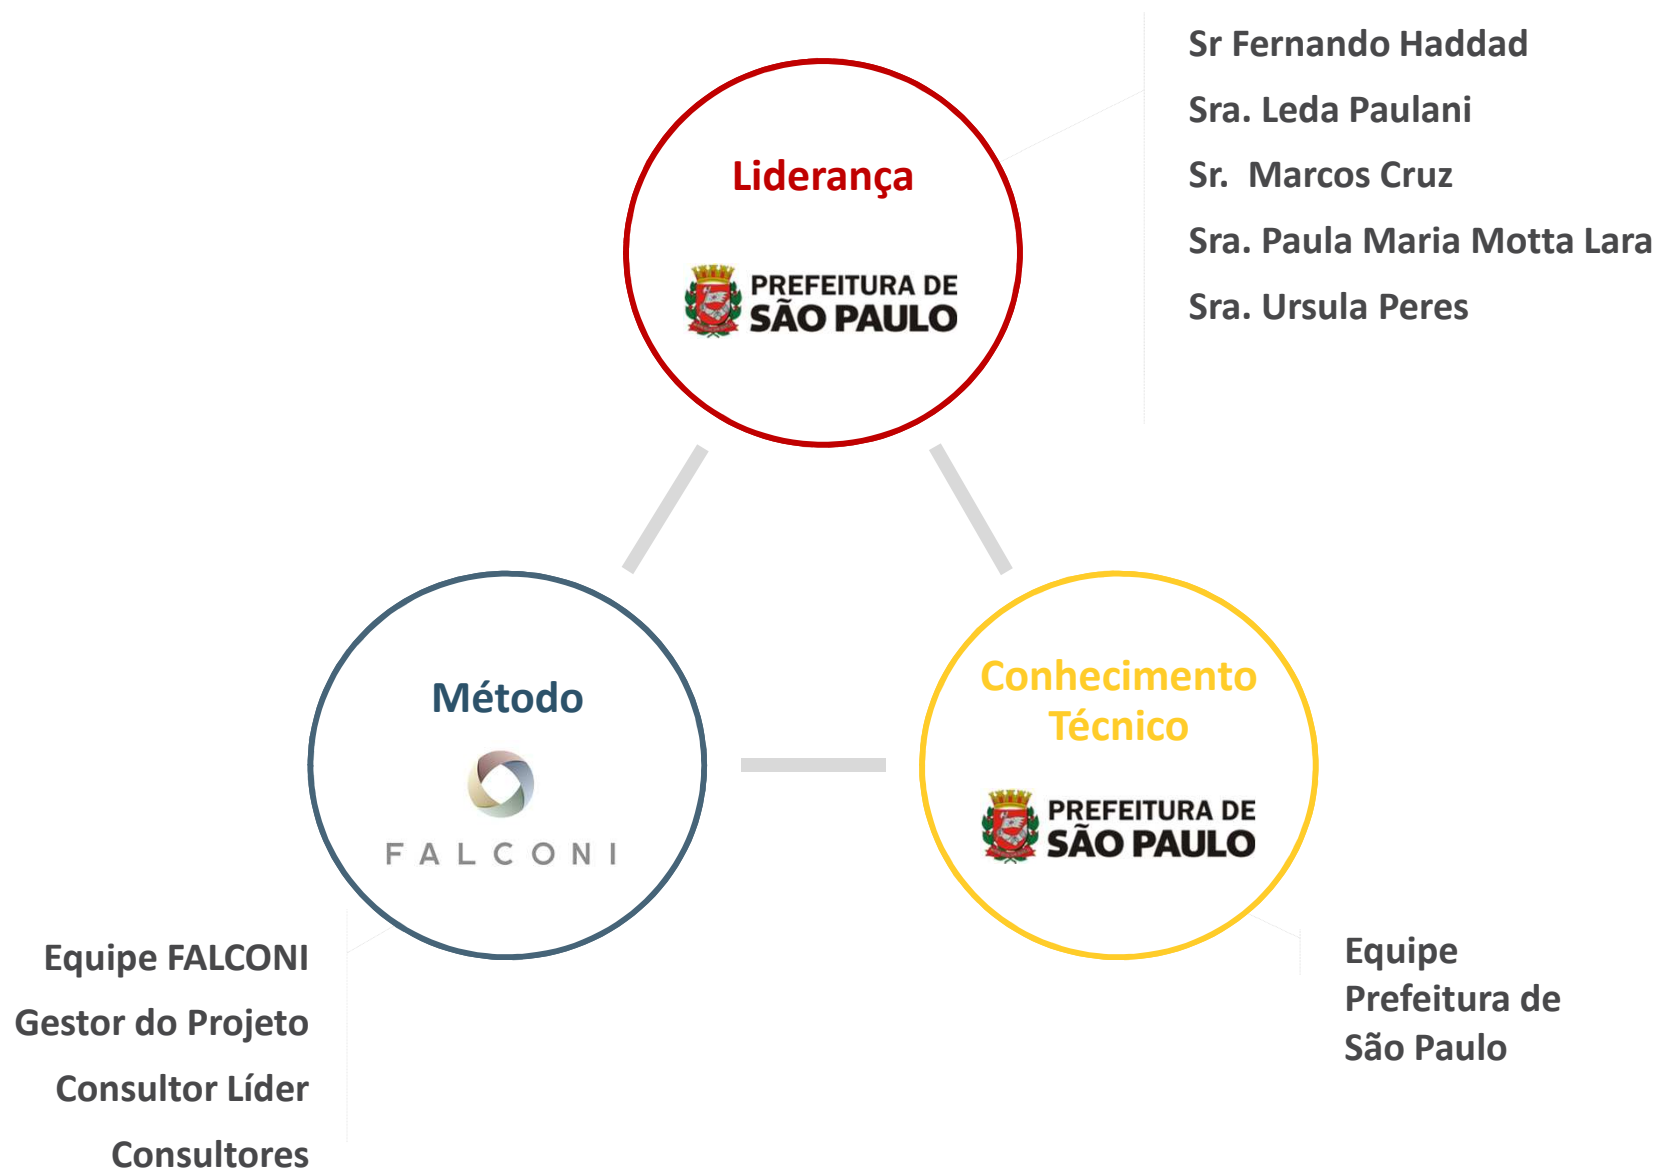 Sr Fernando Haddad
Sra. Leda Paulani
Sr. Marcos Cruz
Sra. Paula Maria Motta Lara
Sra. Ursula Peres
Liderança
PREFEITURA DE
SÃO PAULO
Método
FALCONI
Conhecimento
Técnico
PREFEITURA DE
SÃO PAULO
Equipe FALCONI
Gestor do Projeto
Consultor Líder
Consultores
Equipe
Prefeitura de
São Paulo